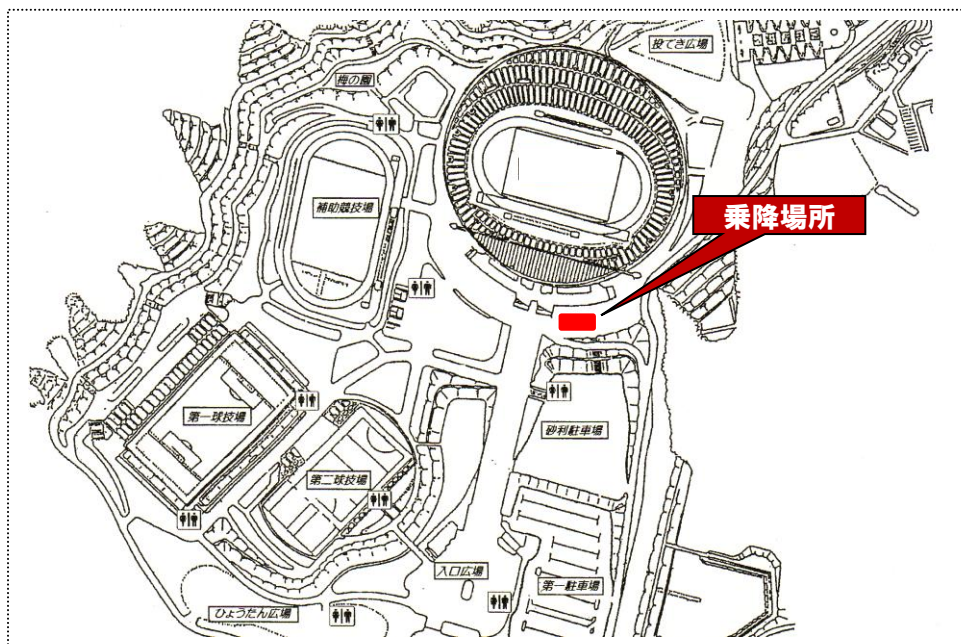 投てき広場
梅の園
補助競技場
乗降場所
第一球技場
砂利駐車場
第二球技場
入口広場
第一駐車場
ひょうたん広場